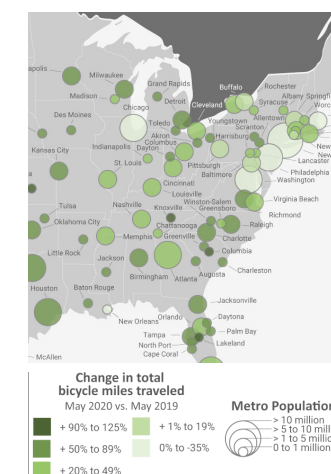 Milwaukee
Grand Rapids
Buffalo
Rochester
Madison
Detroit
Cleveland
Syracuse
Albany
Chicago
Des Moines
Toledo
Youngstown
Allentown
Scranton
Akron
Columbus
Harrisburg
Kansas City
Indianapolis
Dayton
Lancaster
St. Louis
Pittsburgh
Baltimore
Philadelphia
Washington
Cincinnati
Louisville
Virginia Beach
Nashville
Knoxville
Winston-Salem
Greensboro
Richmond
Tulsa
Oklahoma City
Chattanooga
Raleigh
Memphis
Greenville
Charlotte
Little Rock
Columbia
Jackson
Charleston
Birmingham
Atlanta
Augusta
Houston
Baton Rouge
Jacksonville
New Orleans
Orlando
Daytona
Tampa
Palm Bay
North Port
Lakeland
Cape Coral
McAllen
Change in total
bicycle miles traveled
May 2020 vs. May 2019
+ 90% to 125%
+ 1% to 19%
+ 50% to 89%
0% to -35%
+ 20% to 49%
Metro Population
> 10 million
> 5 to 10 mill
> 1 to 5 milli
0 to 1 million